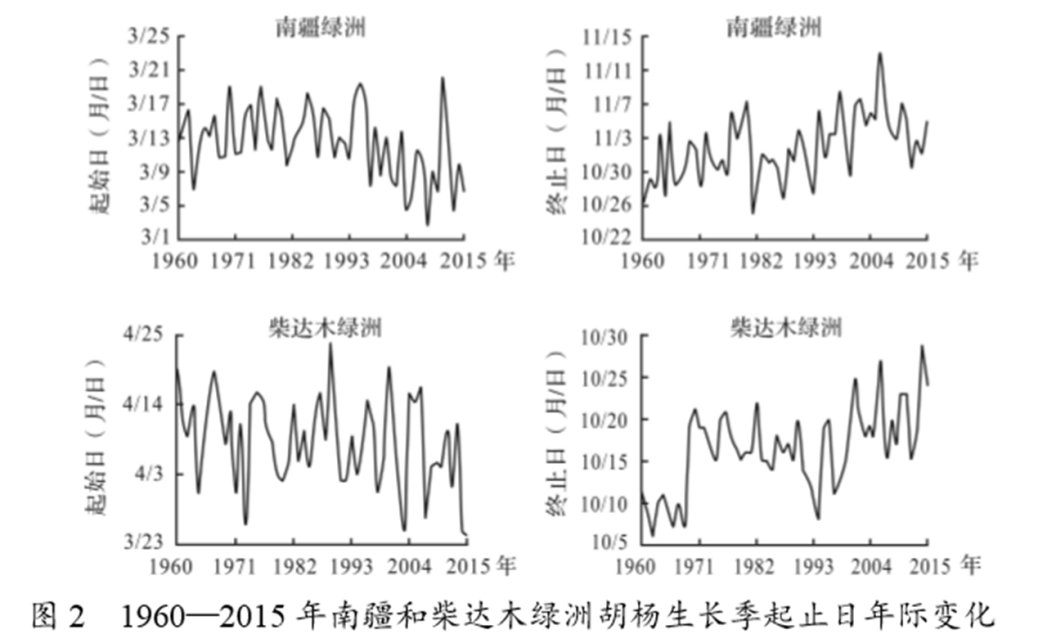 南疆绿洲
起始日（月/日）
3/25
3/21
3/17
3/13
3/9
3/5
3/1
1960 1971 1982 1993 2004 2015 年
南疆绿洲
终止日（月/日）
11/15
11/11
11/7
11/3
10/30
10/26
10/22
1960 1971 1982 1993 2004 2015 年
柴达木绿洲
起始日（月/日）
4/25
4/14
4/3
3/23
1960 1971 1982 1993 2004 2015 年
柴达木绿洲
终止日（月/日）
10/30
10/25
10/20
10/15
10/10
10/5
1960 1971 1982 1993 2004 2015 年
图 2 1960—2015 年南疆和柴达木绿洲胡杨生长季起止日年际变化